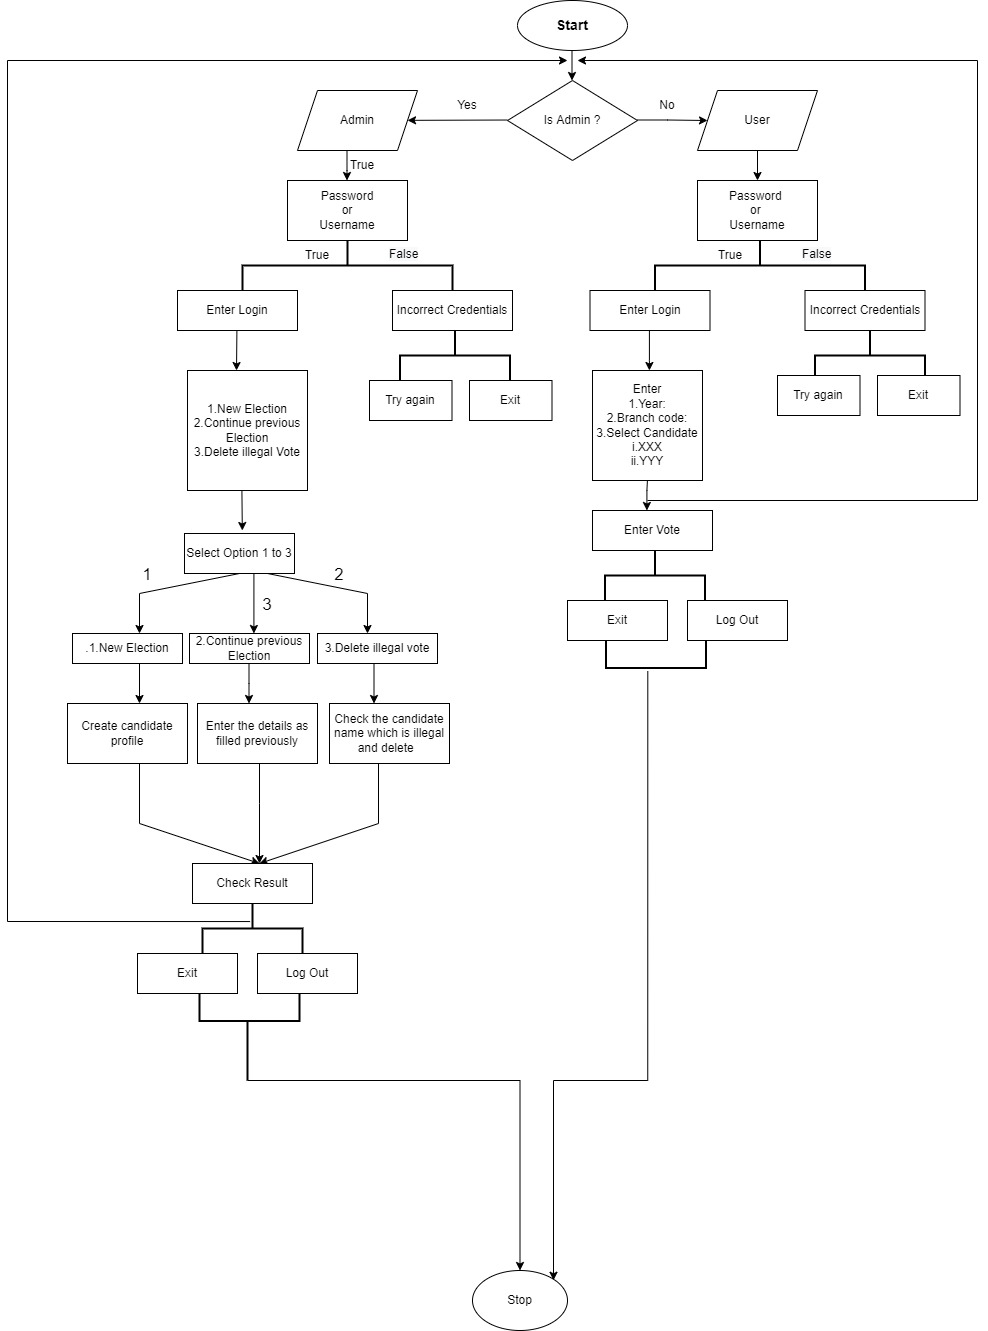 Start
Is Admin ?
Yes
No
Admin
User
True
Password
or
Username
Password
or
Username
True
False
True
False
Enter Login
Incorrect Credentials
Enter Login
Incorrect Credentials
Try again
Exit
Try again
Exit
1.New Election
2.Continue previous
Election
3.Delete illegal Vote
Enter
1.Year:
2.Branch code:
3.Select Candidate
i.XXX
ii.YYY
Enter Vote
Select Option 1 to 3
1
2
3
Exit
Log Out
.1.New Election
2.Continue previous
Election
3.Delete illegal vote
Create candidate
profile
Enter the details as
filled previously
Check the candidate
name which is illegal
and delete
Check Result
Exit
Log Out
Stop